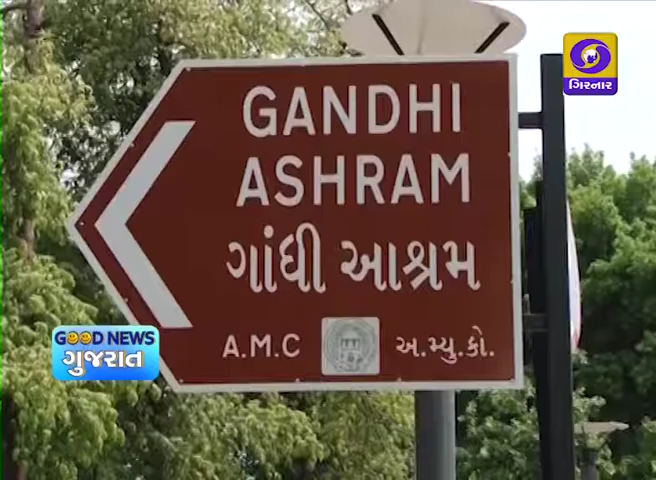 ગિરનાર
GANDHI
ASHRAM
ગાંધી આશ્રમ
A.M.C
અ.મ્યુ.કો.
GOOD NEWS
ગુજરાત